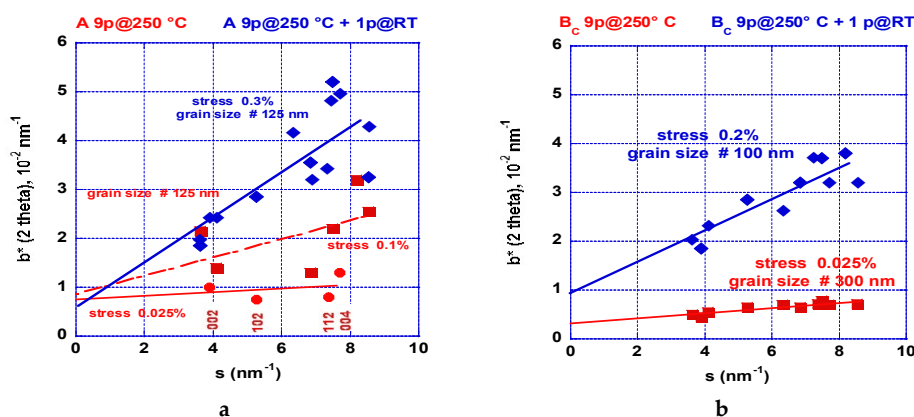 A 9p@250 °C A 9p@250 °C + 1p@RT
6
5
4
3
2
1
0
0 2 4 6 8 10
b* (2 theta), 10⁻² nm⁻¹
s (nm⁻¹)
stress 0.3%
grain size # 125 nm
grain size # 125 nm
stress 0.1%
stress 0.025%
002
102
112
004
a
B_C 9p@250° C B_C 9p@250° C + 1 p@RT
6
5
4
3
2
1
0
0 2 4 6 8 10
b* (2 theta), 10⁻² nm⁻¹
s (nm⁻¹)
stress 0.2%
grain size # 100 nm
stress 0.025%
grain size # 300 nm
b